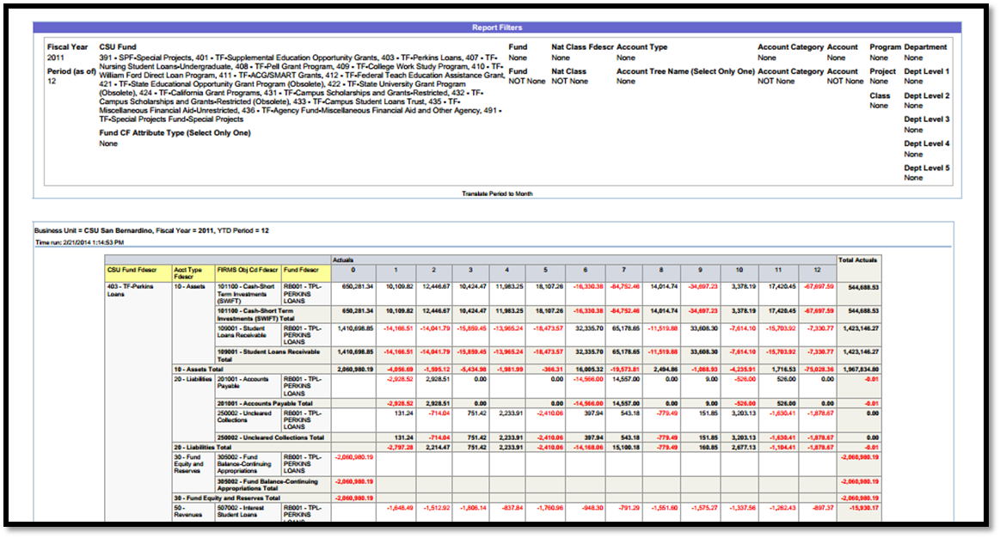 Report Filters
Fiscal Year CSU Fund Fund Nat Class Fdescr Account Type Account Category Account Program Department
2011 391 - SPF-Special Projects, 401 - TF-Supplemental Education Opportunity Grants, 403 - TF-Perkins Loans, 407 - TF- None None None None None None None
Nursing Student Loans-Undergraduate, 408 - TF-Pell Grant Program, 409 - TF-College Work Study Program, 410 - TF-
Period (as of) William Ford Direct Loan Program, 411 - TF-ACG/SMART Grants, 412 - TF-Federal Teach Education Assistance Grant, Fund Nat Class Account Tree Name (Select Only One) Account Category Account Project Dept Level 1
12 421 - TF-State Educational Opportunity Grant Program (Obsolete), 422 - TF-State University Grant Program NOT None NOT None None NOT None NOT None None None
(Obsolete), 424 - TF-California Grant Programs, 431 - TF-Campus Scholarships and Grants-Restricted, 432 - TF-
Campus Scholarships and Grants-Restricted (Obsolete), 433 - TF-Campus Student Loans Trust, 435 - TF- Class Dept Level 2
Miscellaneous Financial Aid-Unrestricted, 436 - TF-Agency Fund-Miscellaneous Financial Aid and Other Agency, 491 - None None
TF-Special Projects Fund-Special Projects Dept Level 3
Fund CF Attribute Type (Select Only One) None
None Dept Level 4
None
Dept Level 5
None
Translate Period to Month
Business Unit = CSU San Bernardino, Fiscal Year = 2011, YTD Period = 12
Time run: 2/21/2014 1:14:53 PM
Actuals Total Actuals
CSU Fund Fdescr Acct Type Fdescr FIRMS Obj Cd Fdescr Fund Fdescr 0 1 2 3 4 5 6 7 8 9 10 11 12
403 - TF-Perkins Loans 10 - Assets 101100 - Cash-Short Term Investments (SWIFT) RB001 - TPL-PERKINS LOANS 650,281.34 10,109.82 12,446.67 10,424.47 11,983.25 18,107.26 -16,330.38 -84,752.46 14,014.74 -34,697.23 3,378.19 17,420.45 -67,697.59 544,688.53
101100 - Cash-Short Term Investments (SWIFT) Total 650,281.34 10,109.82 12,446.67 10,424.47 11,983.25 18,107.26 -16,330.38 -84,752.46 14,014.74 -34,697.23 3,378.19 17,420.45 -67,697.59 544,688.53
109001 - Student Loans Receivable RB001 - TPL-PERKINS LOANS 1,410,698.85 -14,166.51 -14,041.79 -15,859.45 -13,965.24 -18,473.57 32,335.70 65,178.65 -11,519.88 33,608.30 -7,614.10 -15,703.92 -7,330.77 1,423,146.27
109001 - Student Loans Receivable Total 1,410,698.85 -14,166.51 -14,041.79 -15,859.45 -13,965.24 -18,473.57 32,335.70 65,178.65 -11,519.88 33,608.30 -7,614.10 -15,703.92 -7,330.77 1,423,146.27
10 - Assets Total 2,060,980.19 -4,056.69 -1,595.12 -5,434.98 -1,981.99 -366.31 16,005.32 -19,573.81 2,494.86 -1,088.93 -4,235.91 1,716.53 -75,028.36 1,967,834.80
20 - Liabilities 201001 - Accounts Payable RB001 - TPL-PERKINS LOANS -2,928.52 2,928.51 0.00 0.00 -14,566.00 14,557.00 0.00 9.00 -526.00 526.00 0.00 -0.01
201001 - Accounts Payable Total -2,928.52 2,928.51 0.00 0.00 -14,566.00 14,557.00 0.00 9.00 -526.00 526.00 0.00 -0.01
250002 - Uncleared Collections RB001 - TPL-PERKINS LOANS 131.24 -714.04 751.42 2,233.91 -2,410.06 397.94 543.18 -779.49 151.85 3,203.13 -1,630.41 -1,878.67 0.00
250002 - Uncleared Collections Total 131.24 -714.04 751.42 2,233.91 -2,410.06 397.94 543.18 -779.49 151.85 3,203.13 -1,630.41 -1,878.67 0.00
20 - Liabilities Total -2,797.28 2,214.47 751.42 2,233.91 -2,410.06 -14,168.06 15,100.18 -779.49 160.85 2,677.13 -1,104.41 -1,878.67 -0.01
30 - Fund Equity and Reserves 305002 - Fund Balance-Continuing Appropriations RB001 - TPL-PERKINS LOANS -2,060,980.19 -2,060,980.19
305002 - Fund Balance-Continuing Appropriations Total -2,060,980.19 -2,060,980.19
30 - Fund Equity and Reserves Total -2,060,980.19 -2,060,980.19
50 - Revenues 507002 - Interest Student Loans RB001 - TPL-PERKINS LOANS -1,648.49 -1,512.92 -1,806.14 -837.84 -1,760.96 -948.30 -791.29 -1,551.60 -1,575.27 -1,337.56 -1,262.43 -897.37 -15,930.17